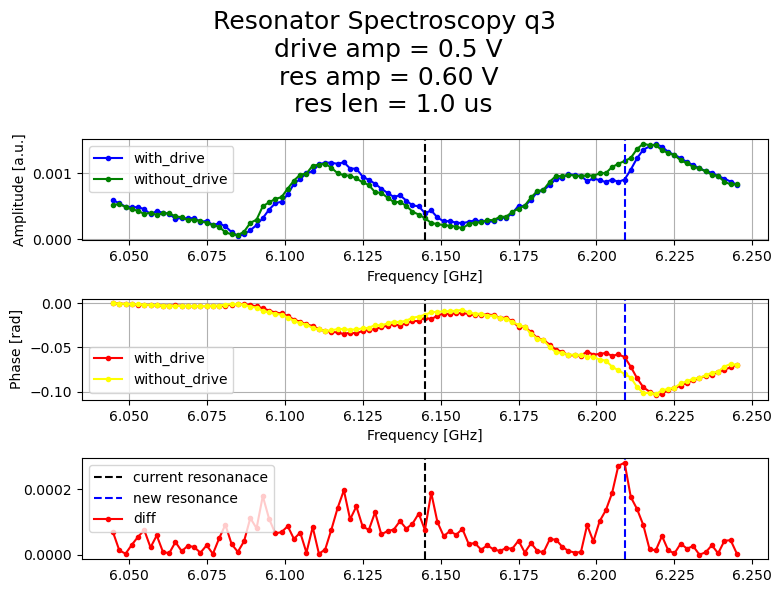 Resonator Spectroscopy q3
drive amp = 0.5 V
res amp = 0.60 V
res len = 1.0 us
Amplitude [a.u.]
0.001
0.000
with_drive
without_drive
6.050 6.075 6.100 6.125 6.150 6.175 6.200 6.225 6.250
Frequency [GHz]
Phase [rad]
0.00
−0.05
−0.10
with_drive
without_drive
6.050 6.075 6.100 6.125 6.150 6.175 6.200 6.225 6.250
Frequency [GHz]
0.0002
0.0000
current resonanace
new resonance
diff
6.050 6.075 6.100 6.125 6.150 6.175 6.200 6.225 6.250